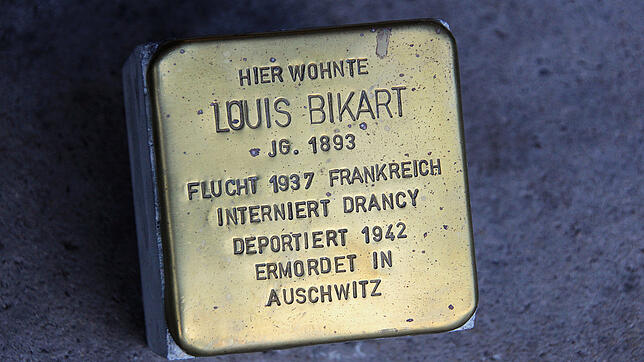 HIER WOHNTE
LOUIS BIKART
JG. 1893
FLUCHT 1937 FRANKREICH
INTERNIERT DRANCY
DEPORTIERT 1942
ERMORDET IN
AUSCHWITZ